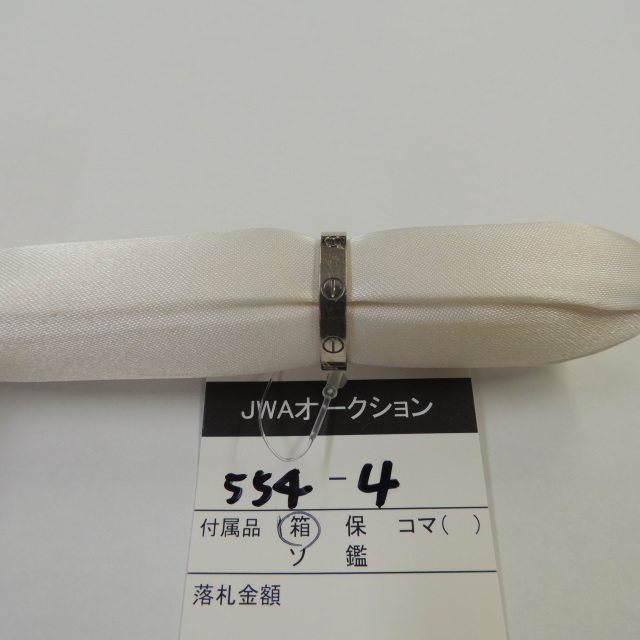 JWAオークション
554-4
付属品 箱 保 コマ( )
ソ 鑑
落札金額